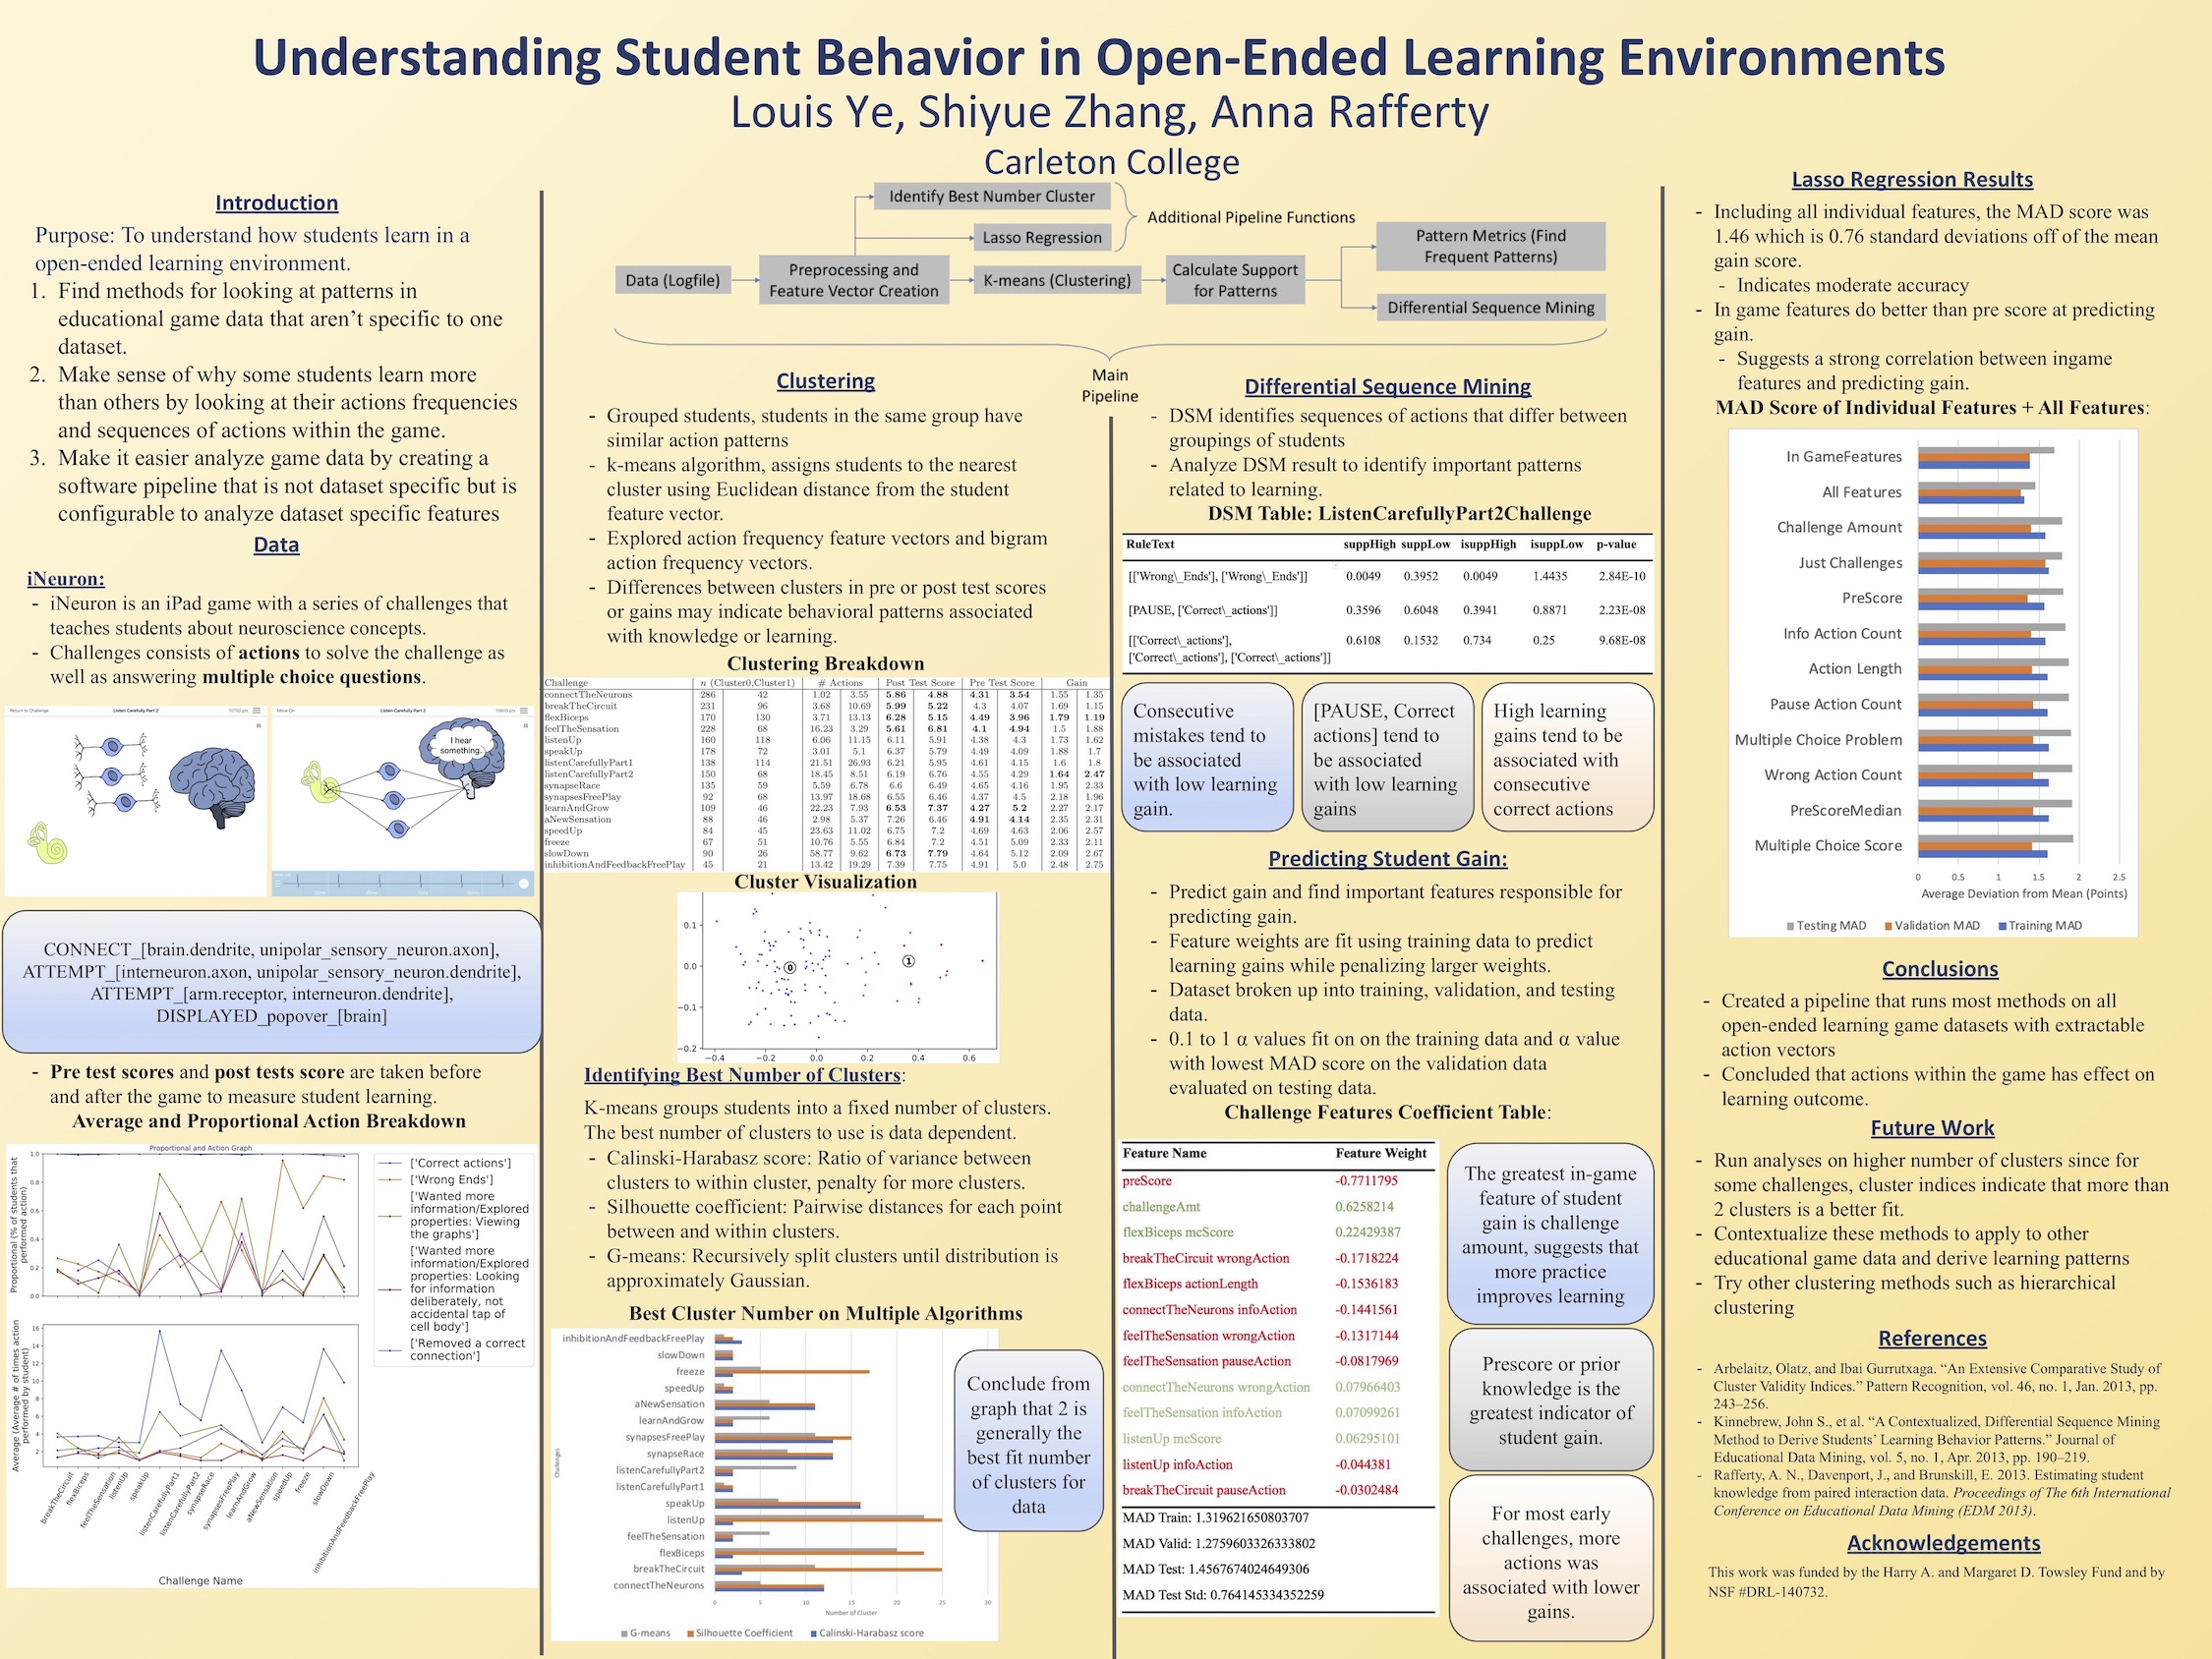 Understanding Student Behavior in Open-Ended Learning Environments
Louis Ye, Shiyue Zhang, Anna Rafferty
Carleton College
Introduction
Purpose: To understand how students learn in a
open-ended learning environment.
1. Find methods for looking at patterns in
educational game data that aren't specific to one
dataset.
2. Make sense of why some students learn more
than others by looking at their actions frequencies
and sequences of actions within the game.
3. Make it easier analyze game data by creating a
software pipeline that is not dataset specific but is
configurable to analyze dataset specific features
Data
iNeuron:
- iNeuron is an iPad game with a series of challenges that
teaches students about neuroscience concepts.
- Challenges consists of actions to solve the challenge as
well as answering multiple choice questions.
Return to Challenge Listen Carefully Part 2
Move On Listen Carefully Part 2
I hear
something.
CONNECT_[brain.dendrite, unipolar_sensory_neuron.axon],
ATTEMPT_[interneuron.axon, unipolar_sensory_neuron.dendrite],
ATTEMPT_[arm.receptor, interneuron.dendrite],
DISPLAYED_popover_[brain]
- Pre test scores and post tests score are taken before
and after the game to measure student learning.
Average and Proportional Action Breakdown
Proportional and Action Graph
Proportional (% of students that
performed action)
1.0
0.8
0.6
0.4
0.2
0.0
['Correct actions']
['Wrong Ends']
['Wanted more
information/Explored
properties: Viewing
the graphs']
['Wanted more
information/Explored
properties: Looking
for information
deliberately, not
accidental tap of
cell body']
['Removed a correct
connection']
Average (Average # of times action
performed by student)
16
14
12
10
8
6
4
2
breakTheCircuit
flexBiceps
feelTheSensation
listenUp
speakUp
listenCarefullyPart1
listenCarefullyPart2
synapseRace
synapsesFreePlay
learnAndGrow
aNewSensation
speedUp
freeze
slowDown
inhibitionAndFeedbackFreePlay
Challenge Name
Identify Best Number Cluster
Lasso Regression
Additional Pipeline Functions
Data (Logfile)
Preprocessing and
Feature Vector Creation
K-means (Clustering)
Calculate Support
for Patterns
Pattern Metrics (Find
Frequent Patterns)
Differential Sequence Mining
Main
Pipeline
Clustering
- Grouped students, students in the same group have
similar action patterns
- k-means algorithm, assigns students to the nearest
cluster using Euclidean distance from the student
feature vector.
- Explored action frequency feature vectors and bigram
action frequency vectors.
- Differences between clusters in pre or post test scores
or gains may indicate behavioral patterns associated
with knowledge or learning.
Clustering Breakdown
Challenge n (Cluster0,Cluster1) # Actions Post Test Score Pre Test Score Gain
connectTheNeurons 286 42 1.02 3.55 5.86 4.88 4.31 3.54 1.55 1.35
breakTheCircuit 231 96 3.68 10.69 5.99 5.22 4.3 4.07 1.69 1.15
flexBiceps 170 130 3.71 13.13 6.28 5.15 4.49 3.96 1.79 1.19
feelTheSensation 228 68 16.23 3.29 5.61 6.81 4.1 4.94 1.5 1.88
listenUp 160 118 6.06 11.15 6.11 5.91 4.38 4.3 1.73 1.62
speakUp 178 72 3.01 5.1 6.37 5.79 4.49 4.09 1.88 1.7
listenCarefullyPart1 138 114 21.51 26.93 6.21 5.95 4.61 4.15 1.6 1.8
listenCarefullyPart2 150 68 18.45 8.51 6.19 6.76 4.55 4.29 1.64 2.47
synapseRace 135 59 5.59 6.78 6.6 6.49 4.65 4.16 1.95 2.33
synapsesFreePlay 92 68 13.97 18.68 6.55 6.46 4.37 4.5 2.18 1.96
learnAndGrow 109 46 22.23 7.93 6.53 7.37 4.27 5.2 2.27 2.17
aNewSensation 88 46 2.98 5.37 7.26 6.46 4.91 4.14 2.35 2.31
speedUp 84 45 23.63 11.02 6.75 7.2 4.69 4.63 2.06 2.57
freeze 67 51 10.76 5.55 6.84 7.2 4.51 5.09 2.33 2.11
slowDown 90 26 58.77 9.62 6.73 7.79 4.64 5.12 2.09 2.67
inhibitionAndFeedbackFreePlay 45 21 13.42 19.29 7.39 7.75 4.91 5.0 2.48 2.75
Cluster Visualization
0.1
0.0
−0.1
−0.2
0
1
−0.4 −0.2 0.0 0.2 0.4 0.6
Identifying Best Number of Clusters:
K-means groups students into a fixed number of clusters.
The best number of clusters to use is data dependent.
- Calinski-Harabasz score: Ratio of variance between
clusters to within cluster, penalty for more clusters.
- Silhouette coefficient: Pairwise distances for each point
between and within clusters.
- G-means: Recursively split clusters until distribution is
approximately Gaussian.
Best Cluster Number on Multiple Algorithms
Challenges
inhibitionAndFeedbackFreePlay
slowDown
freeze
speedUp
aNewSensation
learnAndGrow
synapsesFreePlay
synapseRace
listenCarefullyPart2
listenCarefullyPart1
speakUp
listenUp
feelTheSensation
flexBiceps
breakTheCircuit
connectTheNeurons
0 5 10 15 20 25 30
Number of Cluster
G-means Silhouette Coefficient Calinski-Harabasz score
Conclude from
graph that 2 is
generally the
best fit number
of clusters for
data
Differential Sequence Mining
- DSM identifies sequences of actions that differ between
groupings of students
- Analyze DSM result to identify important patterns
related to learning.
DSM Table: ListenCarefullyPart2Challenge
RuleText suppHigh suppLow isuppHigh isuppLow p-value
[['Wrong\_Ends'], ['Wrong\_Ends']] 0.0049 0.3952 0.0049 1.4435 2.84E-10
[PAUSE, ['Correct\_actions']] 0.3596 0.6048 0.3941 0.8871 2.23E-08
[['Correct\_actions'], 0.6108 0.1532 0.734 0.25 9.68E-08
['Correct\_actions'], ['Correct\_actions']]
Consecutive
mistakes tend to
be associated
with low learning
gain.
[PAUSE, Correct
actions] tend to
be associated
with low learning
gains
High learning
gains tend to be
associated with
consecutive
correct actions
Predicting Student Gain:
- Predict gain and find important features responsible for
predicting gain.
- Feature weights are fit using training data to predict
learning gains while penalizing larger weights.
- Dataset broken up into training, validation, and testing
data.
- 0.1 to 1 α values fit on on the training data and α value
with lowest MAD score on the validation data
evaluated on testing data.
Challenge Features Coefficient Table:
Feature Name Feature Weight
preScore -0.7711795
challengeAmt 0.6258214
flexBiceps mcScore 0.22429387
breakTheCircuit wrongAction -0.1718224
flexBiceps actionLength -0.1536183
connectTheNeurons infoAction -0.1441561
feelTheSensation wrongAction -0.1317144
feelTheSensation pauseAction -0.0817969
connectTheNeurons wrongAction 0.07966403
feelTheSensation infoAction 0.07099261
listenUp mcScore 0.06295101
listenUp infoAction -0.044381
breakTheCircuit pauseAction -0.0302484
MAD Train: 1.319621650803707
MAD Valid: 1.2759603326333802
MAD Test: 1.4567674024649306
MAD Test Std: 0.764145334352259
The greatest in-game
feature of student
gain is challenge
amount, suggests that
more practice
improves learning
Prescore or prior
knowledge is the
greatest indicator of
student gain.
For most early
challenges, more
actions was
associated with lower
gains.
Lasso Regression Results
- Including all individual features, the MAD score was
1.46 which is 0.76 standard deviations off of the mean
gain score.
- Indicates moderate accuracy
- In game features do better than pre score at predicting
gain.
- Suggests a strong correlation between ingame
features and predicting gain.
MAD Score of Individual Features + All Features:
In GameFeatures
All Features
Challenge Amount
Just Challenges
PreScore
Info Action Count
Action Length
Pause Action Count
Multiple Choice Problem
Wrong Action Count
PreScoreMedian
Multiple Choice Score
0 0.5 1 1.5 2 2.5
Average Deviation from Mean (Points)
Testing MAD Validation MAD Training MAD
Conclusions
- Created a pipeline that runs most methods on all
open-ended learning game datasets with extractable
action vectors
- Concluded that actions within the game has effect on
learning outcome.
Future Work
- Run analyses on higher number of clusters since for
some challenges, cluster indices indicate that more than
2 clusters is a better fit.
- Contextualize these methods to apply to other
educational game data and derive learning patterns
- Try other clustering methods such as hierarchical
clustering
References
- Arbelaitz, Olatz, and Ibai Gurrutxaga. “An Extensive Comparative Study of
Cluster Validity Indices.” Pattern Recognition, vol. 46, no. 1, Jan. 2013, pp.
243–256.
- Kinnebrew, John S., et al. “A Contextualized, Differential Sequence Mining
Method to Derive Students' Learning Behavior Patterns.” Journal of
Educational Data Mining, vol. 5, no. 1, Apr. 2013, pp. 190–219.
- Rafferty, A. N., Davenport, J., and Brunskill, E. 2013. Estimating student
knowledge from paired interaction data. Proceedings of The 6th International
Conference on Educational Data Mining (EDM 2013).
Acknowledgements
This work was funded by the Harry A. and Margaret D. Towsley Fund and by
NSF #DRL-140732.